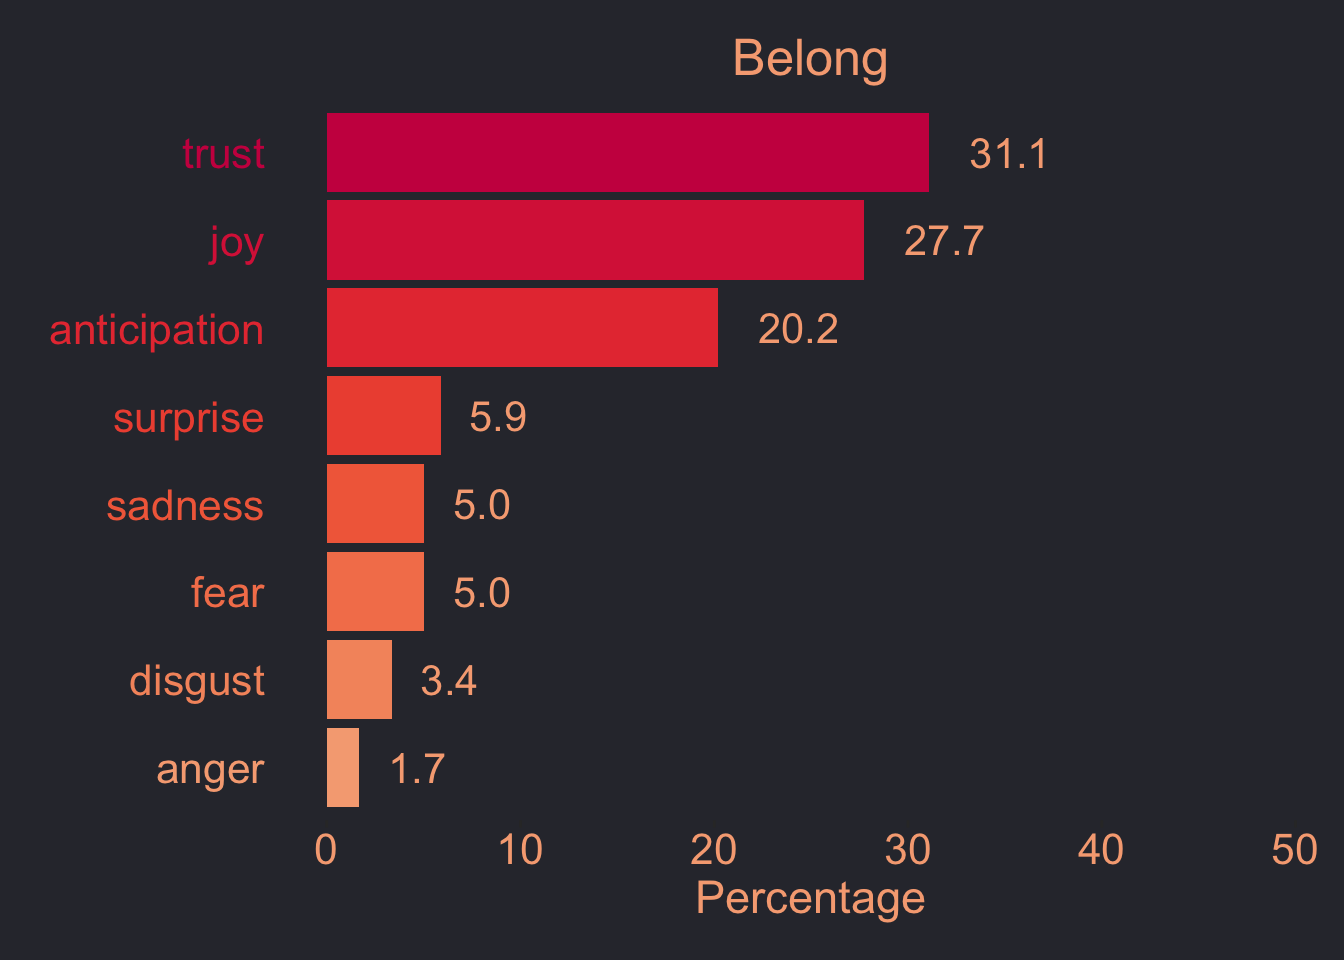 Belong
trust 31.1
joy 27.7
anticipation 20.2
surprise 5.9
sadness 5.0
fear 5.0
disgust 3.4
anger 1.7
0 10 20 30 40 50
Percentage